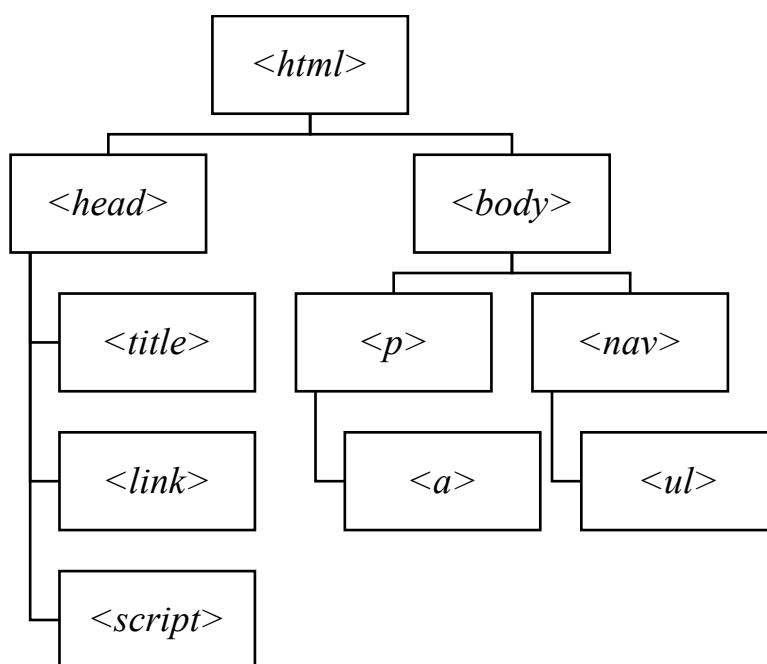 <html>
<head>
<body>
<title>
<p>
<nav>
<link>
<a>
<ul>
<script>